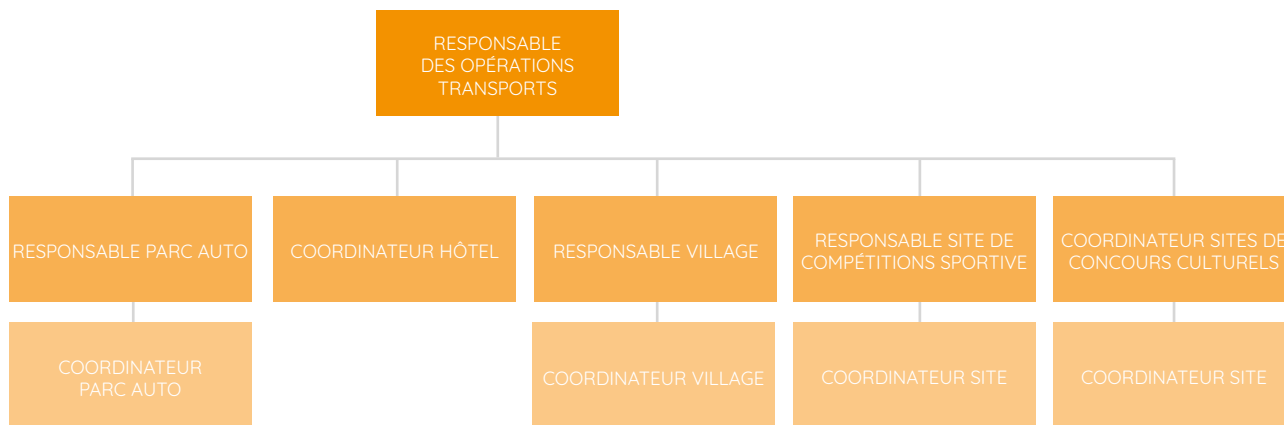 RESPONSABLE
DES OPÉRATIONS
TRANSPORTS
RESPONSABLE PARC AUTO
COORDINATEUR HÔTEL
RESPONSABLE VILLAGE
RESPONSABLE SITE DE
COMPÉTITIONS SPORTIVE
COORDINATEUR SITES DE
CONCOURS CULTURELS
COORDINATEUR
PARC AUTO
COORDINATEUR VILLAGE
COORDINATEUR SITE
COORDINATEUR SITE